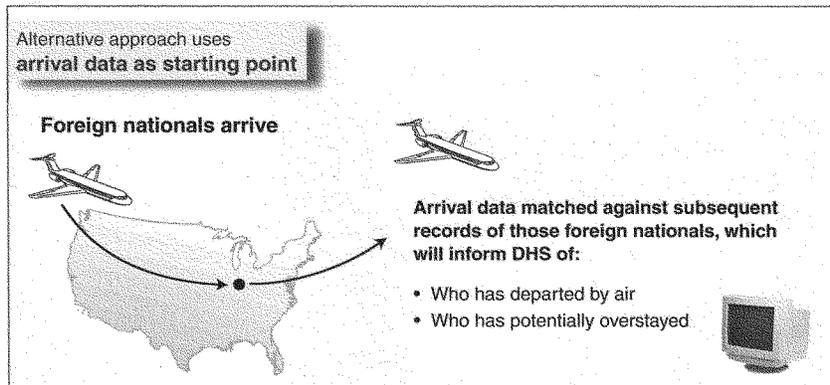 Alternative approach uses
arrival data as starting point
Foreign nationals arrive
Arrival data matched against subsequent
records of those foreign nationals, which
will inform DHS of:
• Who has departed by air
• Who has potentially overstayed